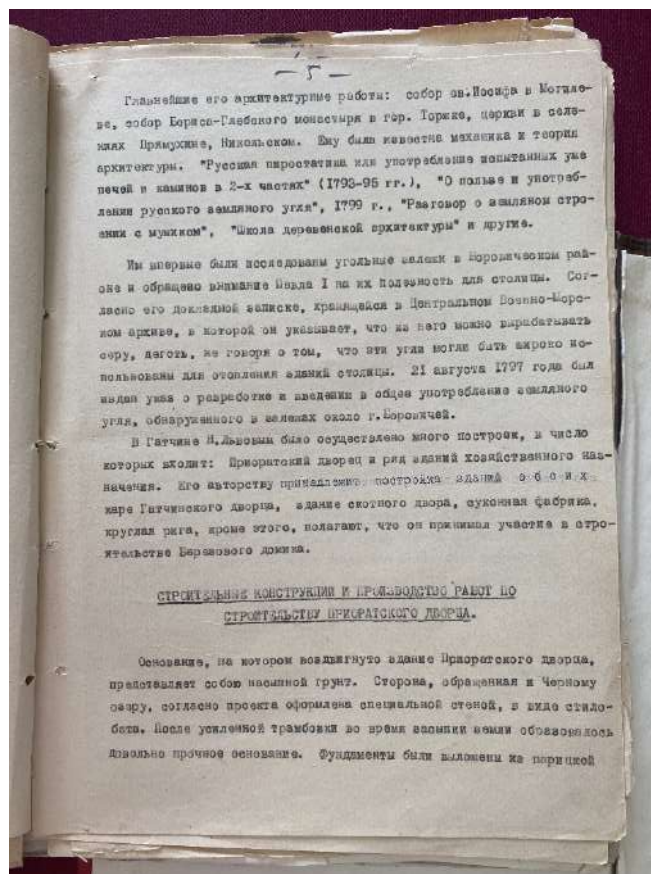 — 5 —
Главнейшие его архитектурные работы: собор св.Иосифа в Могиле-
ве, собор Бориса-Глебского монастыря в гор. Торжке, церкви в селе-
ниях Прямухине, Никольском. Ему была известна механика и теория
архитектуры. "Русская пиростатика или употребление испытанных уже
печей и каминов в 2-х частях" (1793-95 гг.), "О пользе и употреб-
лении русского земляного угля", 1799 г., "Разговор о земляном стро-
ении с мужиком", "Школа деревенской архитектуры" и другие.
Им впервые были исследованы угольные залежи в Боровическом рай-
оне и обращено внимание Павла I на их полезность для столицы. Сог-
ласно его докладной записке, хранящейся в Центральном Военно-Морс-
ком архиве, в которой он указывает, что из него можно вырабатывать
серу, деготь, не говоря о том, что эти угли могли быть широко ис-
пользованы для отопления зданий столицы. 21 августа 1797 года был
издан указ о разработке и введении в общее употребление земляного
угля, обнаруженного в залежах около г.Боровичей.
В Гатчине Н.Львовым было осуществлено много построек, в число
которых входит: Приоратский дворец и ряд зданий хозяйственного наз-
начения. Его авторству принадлежит постройка зданий обоих
каре Гатчинского дворца, здание скотного двора, суконная фабрика,
круглая рига, кроме этого, полагают, что он принимал участие в стро-
ительстве Березового домика.
СТРОИТЕЛЬНЫЕ КОНСТРУКЦИИ И ПРОИЗВОДСТВО РАБОТ ПО
СТРОИТЕЛЬСТВУ ПРИОРАТСКОГО ДВОРЦА.
Основание, на котором воздвигнуто здание Приоратского дворца,
представляет собою насыпной грунт. Сторона, обращенная к Черному
озеру, согласно проекта оформлена специальной стеной, в виде стило-
бата. После усиленной трамбовки во время засыпки земли образовалось
довольно прочное основание. Фундаменты были выложены из парицкой